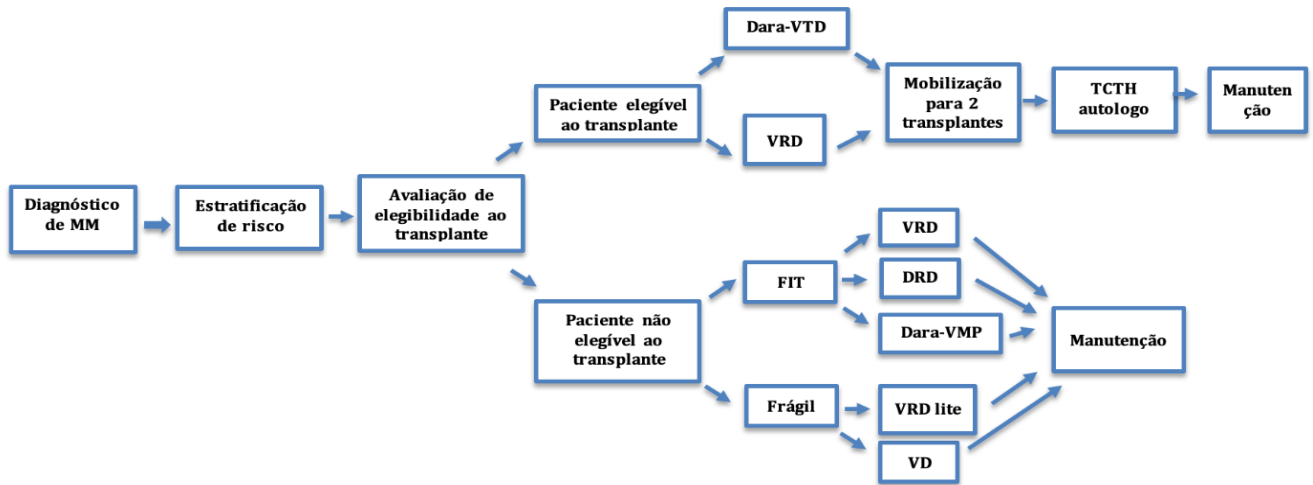 Diagnóstico
de MM
Estratificação
de risco
Avaliação de
elegibilidade ao
transplante
Paciente elegível
ao transplante
Dara-VTD
VRD
Mobilização
para 2
transplantes
TCTH
autologo
Manuten
ção
Paciente não
elegível ao
transplante
FIT
VRD
DRD
Dara-VMP
Frágil
VRD lite
VD
Manutenção